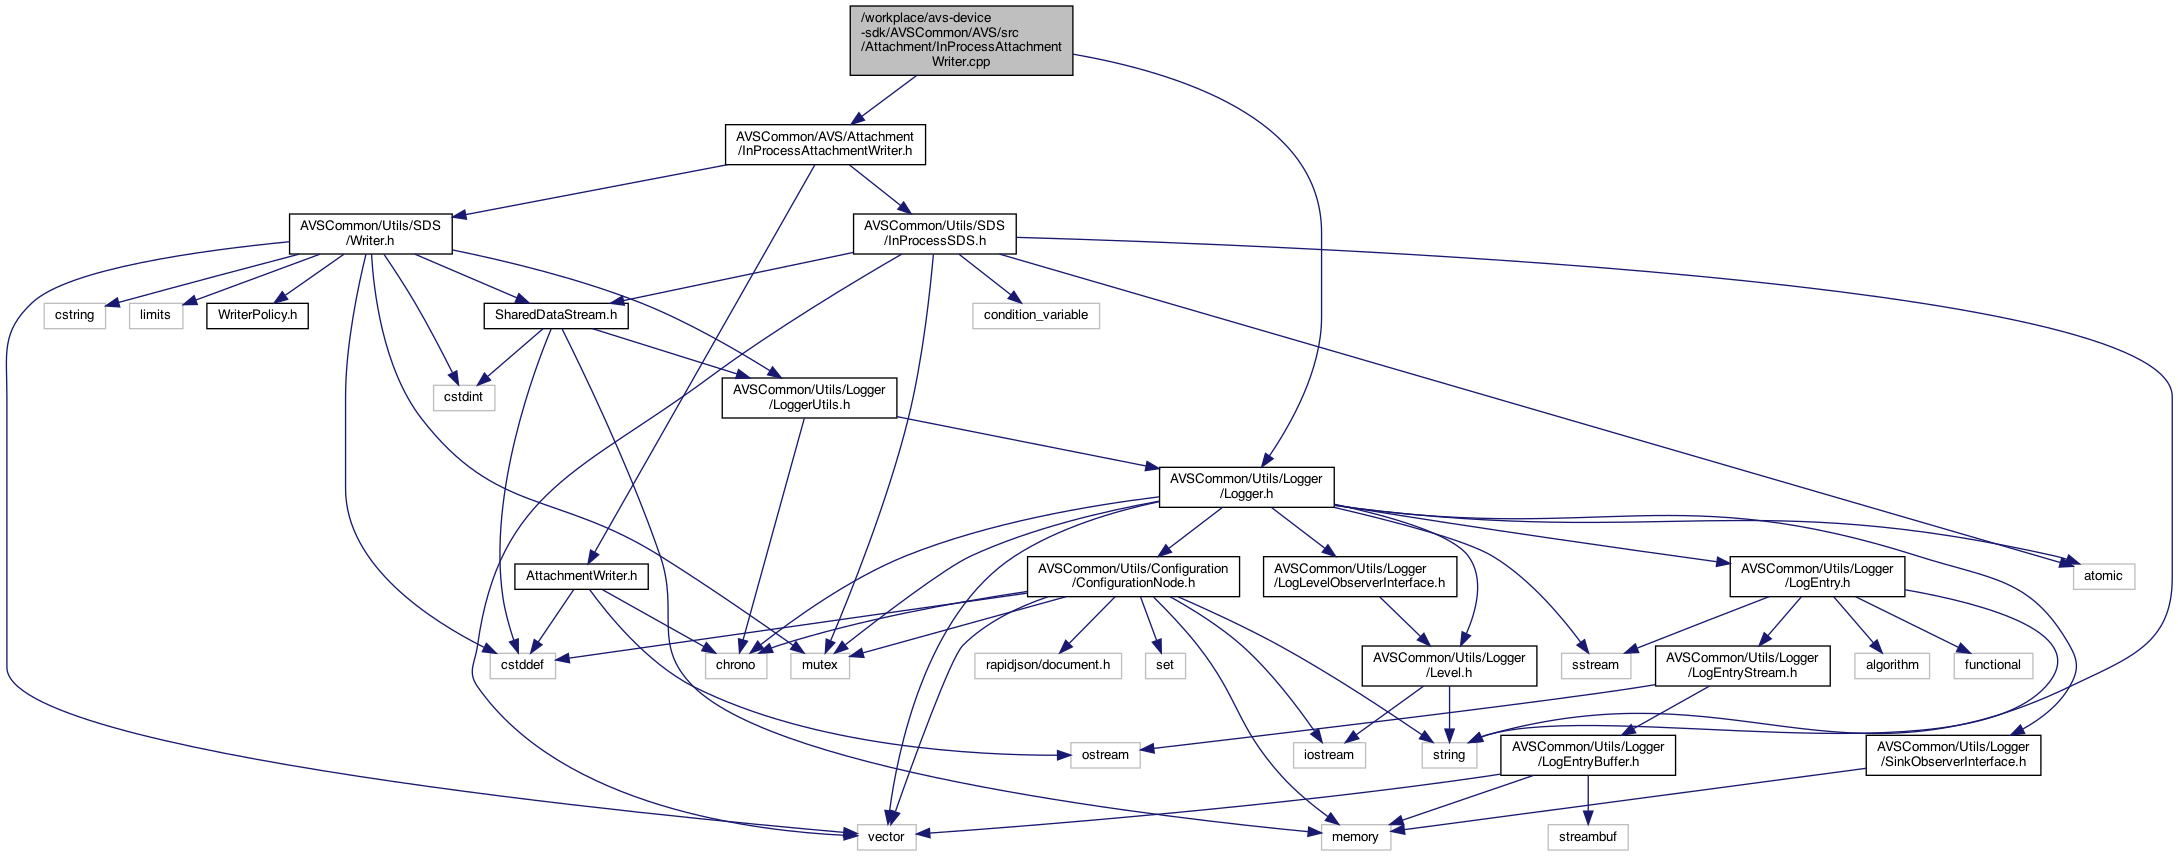 /workplace/avs-device
-sdk/AVSCommon/AVS/src
/Attachment/InProcessAttachment
Writer.cpp
AVSCommon/AVS/Attachment
/InProcessAttachmentWriter.h
AVSCommon/Utils/SDS
/Writer.h
AVSCommon/Utils/SDS
/InProcessSDS.h
cstring
limits
WriterPolicy.h
SharedDataStream.h
condition_variable
cstdint
AVSCommon/Utils/Logger
/LoggerUtils.h
AVSCommon/Utils/Logger
/Logger.h
AttachmentWriter.h
AVSCommon/Utils/Configuration
/ConfigurationNode.h
AVSCommon/Utils/Logger
/LogLevelObserverInterface.h
AVSCommon/Utils/Logger
/LogEntry.h
atomic
cstddef
chrono
mutex
rapidjson/document.h
set
AVSCommon/Utils/Logger
/Level.h
sstream
AVSCommon/Utils/Logger
/LogEntryStream.h
algorithm
functional
ostream
iostream
string
AVSCommon/Utils/Logger
/LogEntryBuffer.h
AVSCommon/Utils/Logger
/SinkObserverInterface.h
vector
memory
streambuf